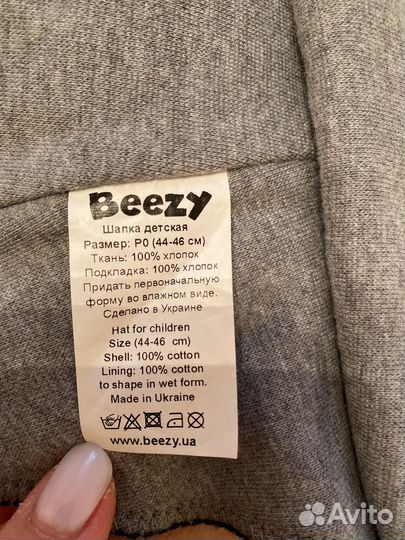 Beezy
Шапка детская
Размер: Р0 (44-46 см)
Ткань: 100% хлопок
Подкладка: 100% хлопок
Придать первоначальную
форму во влажном виде.
Сделано в Украине
Hat for children
Size (44-46 cm)
Shell: 100% cotton
Lining: 100% cotton
to shape in wet form.
Made in Ukraine
www.beezy.ua
Avito